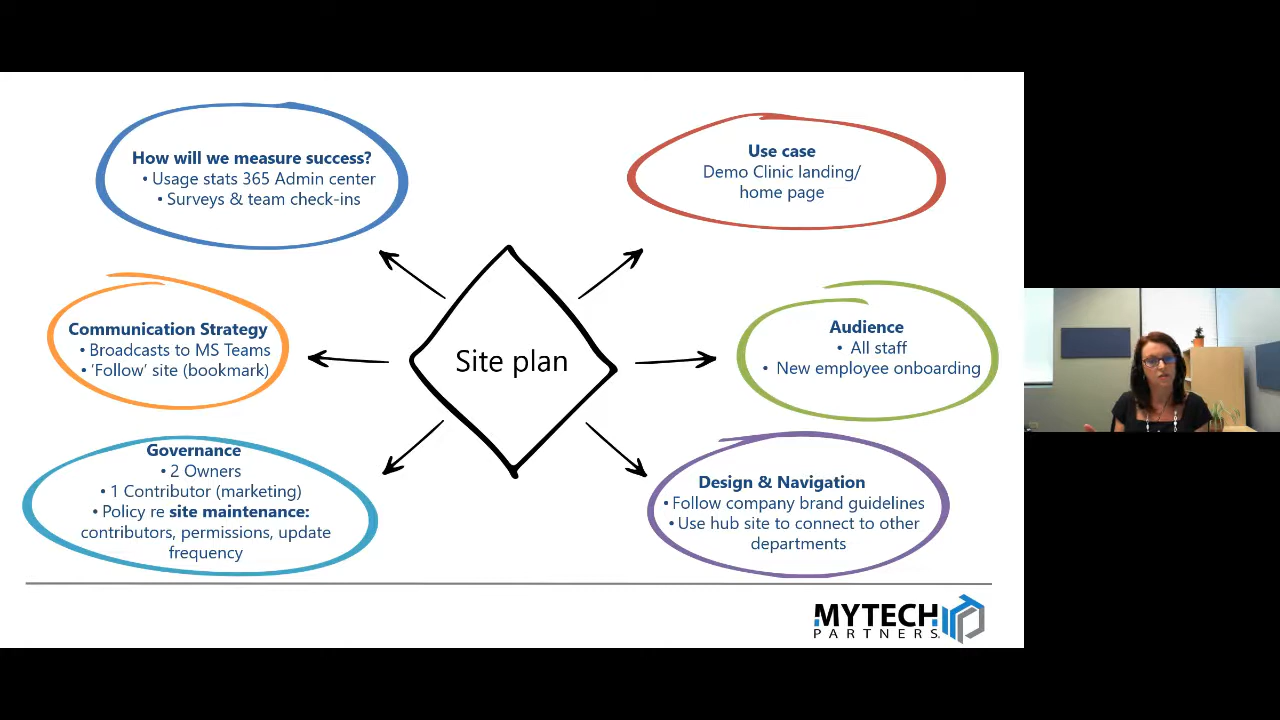 How will we measure success?
• Usage stats 365 Admin center
• Surveys & team check-ins
Use case
Demo Clinic landing/
home page
Communication Strategy
• Broadcasts to MS Teams
• 'Follow' site (bookmark)
Site plan
Audience
• All staff
• New employee onboarding
Governance
• 2 Owners
• 1 Contributor (marketing)
• Policy re site maintenance:
contributors, permissions, update
frequency
Design & Navigation
• Follow company brand guidelines
• Use hub site to connect to other
departments
MYTECH
PARTNERS